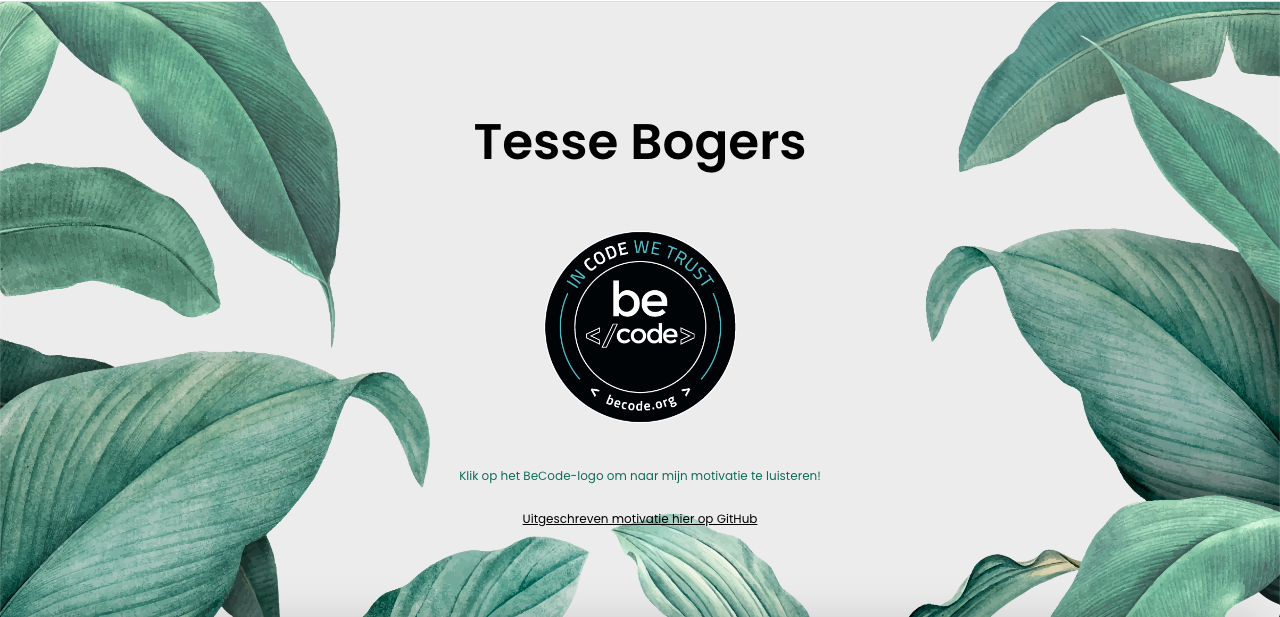 Tesse Bogers
IN CODE WE TRUST
be
</code>
< becode.org >
Klik op het BeCode-logo om naar mijn motivatie te luisteren!
Uitgeschreven motivatie hier op GitHub